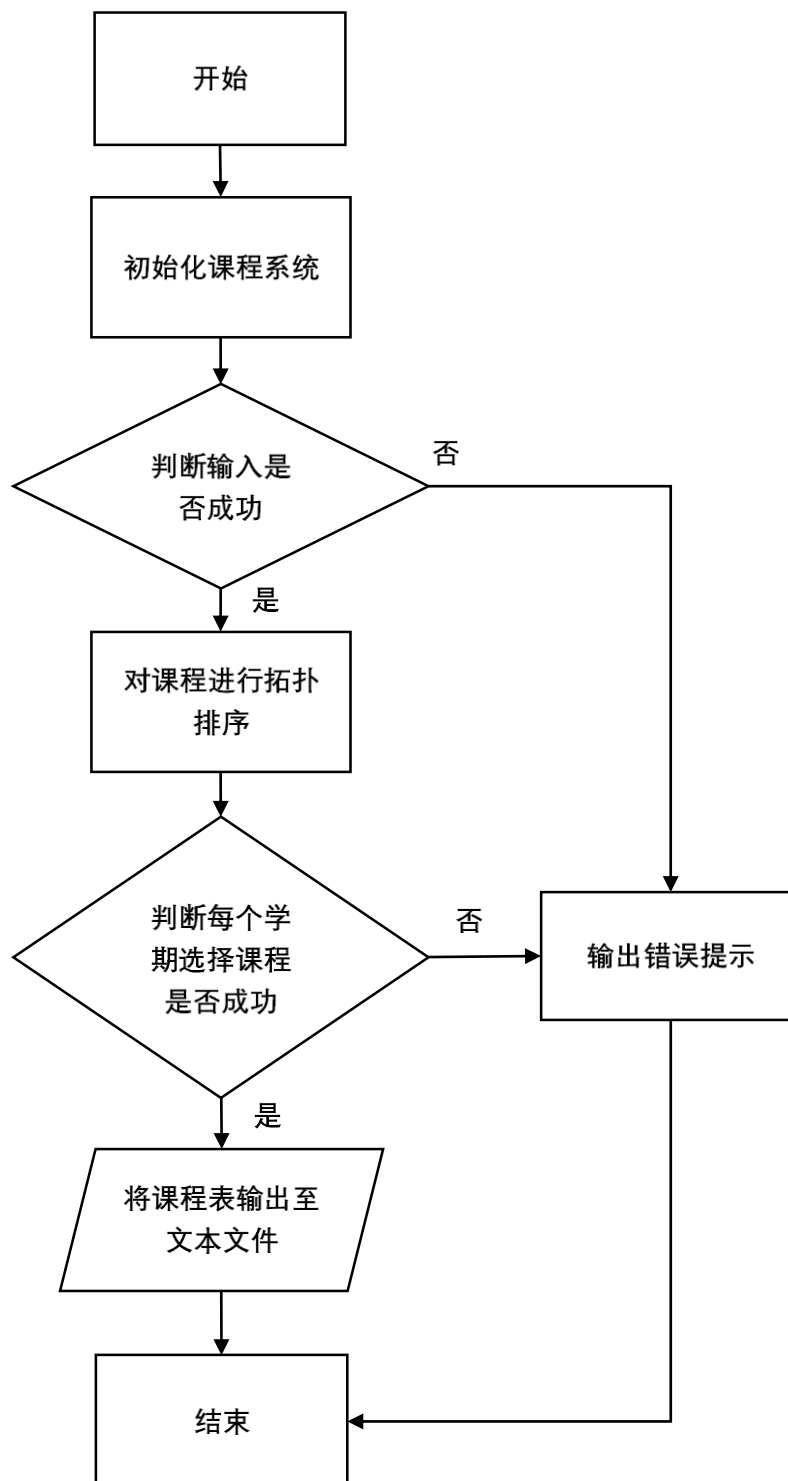 开始
初始化课程系统
判断输入是
否成功
否
是
对课程进行拓扑
排序
判断每个学
期选择课程
是否成功
否
输出错误提示
是
将课程表输出至
文本文件
结束